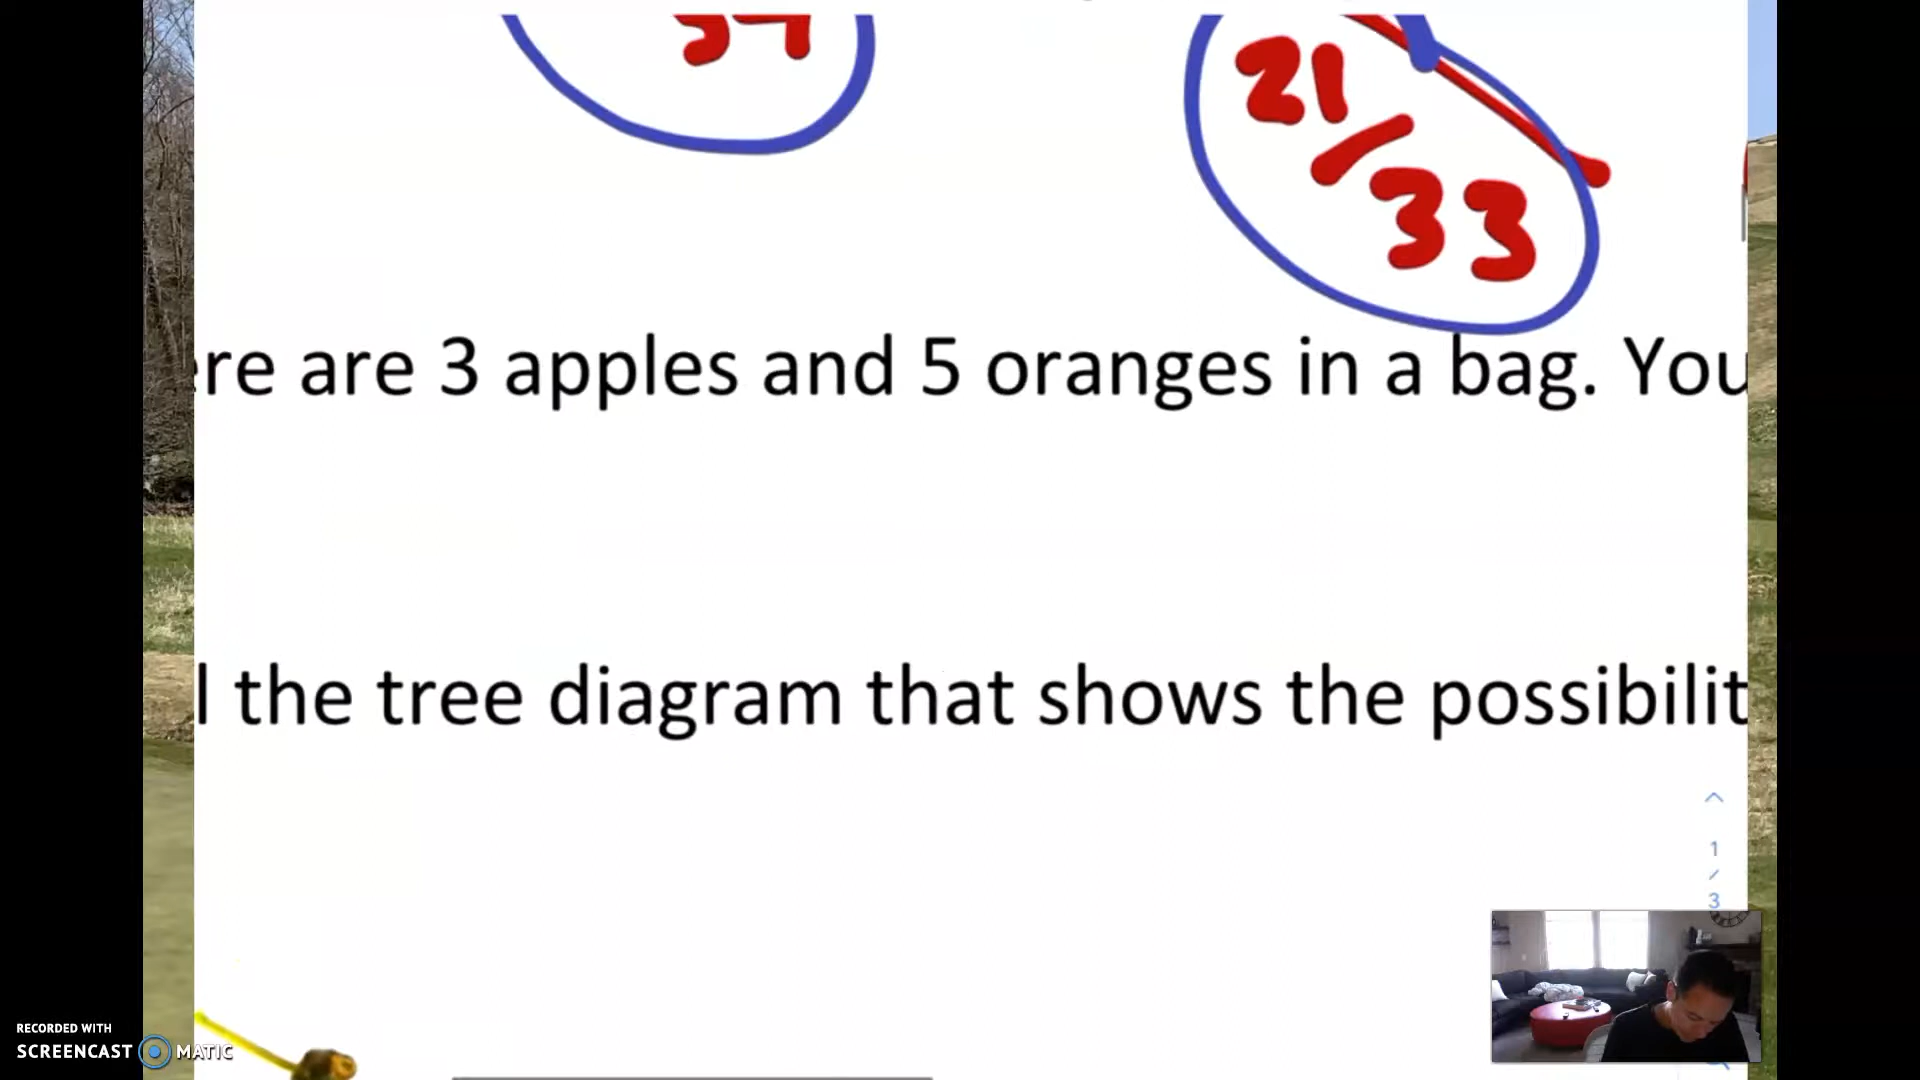 21
/
33
ere are 3 apples and 5 oranges in a bag. You
l the tree diagram that shows the possibilit
1
/
3
RECORDED WITH
SCREENCAST MATIC